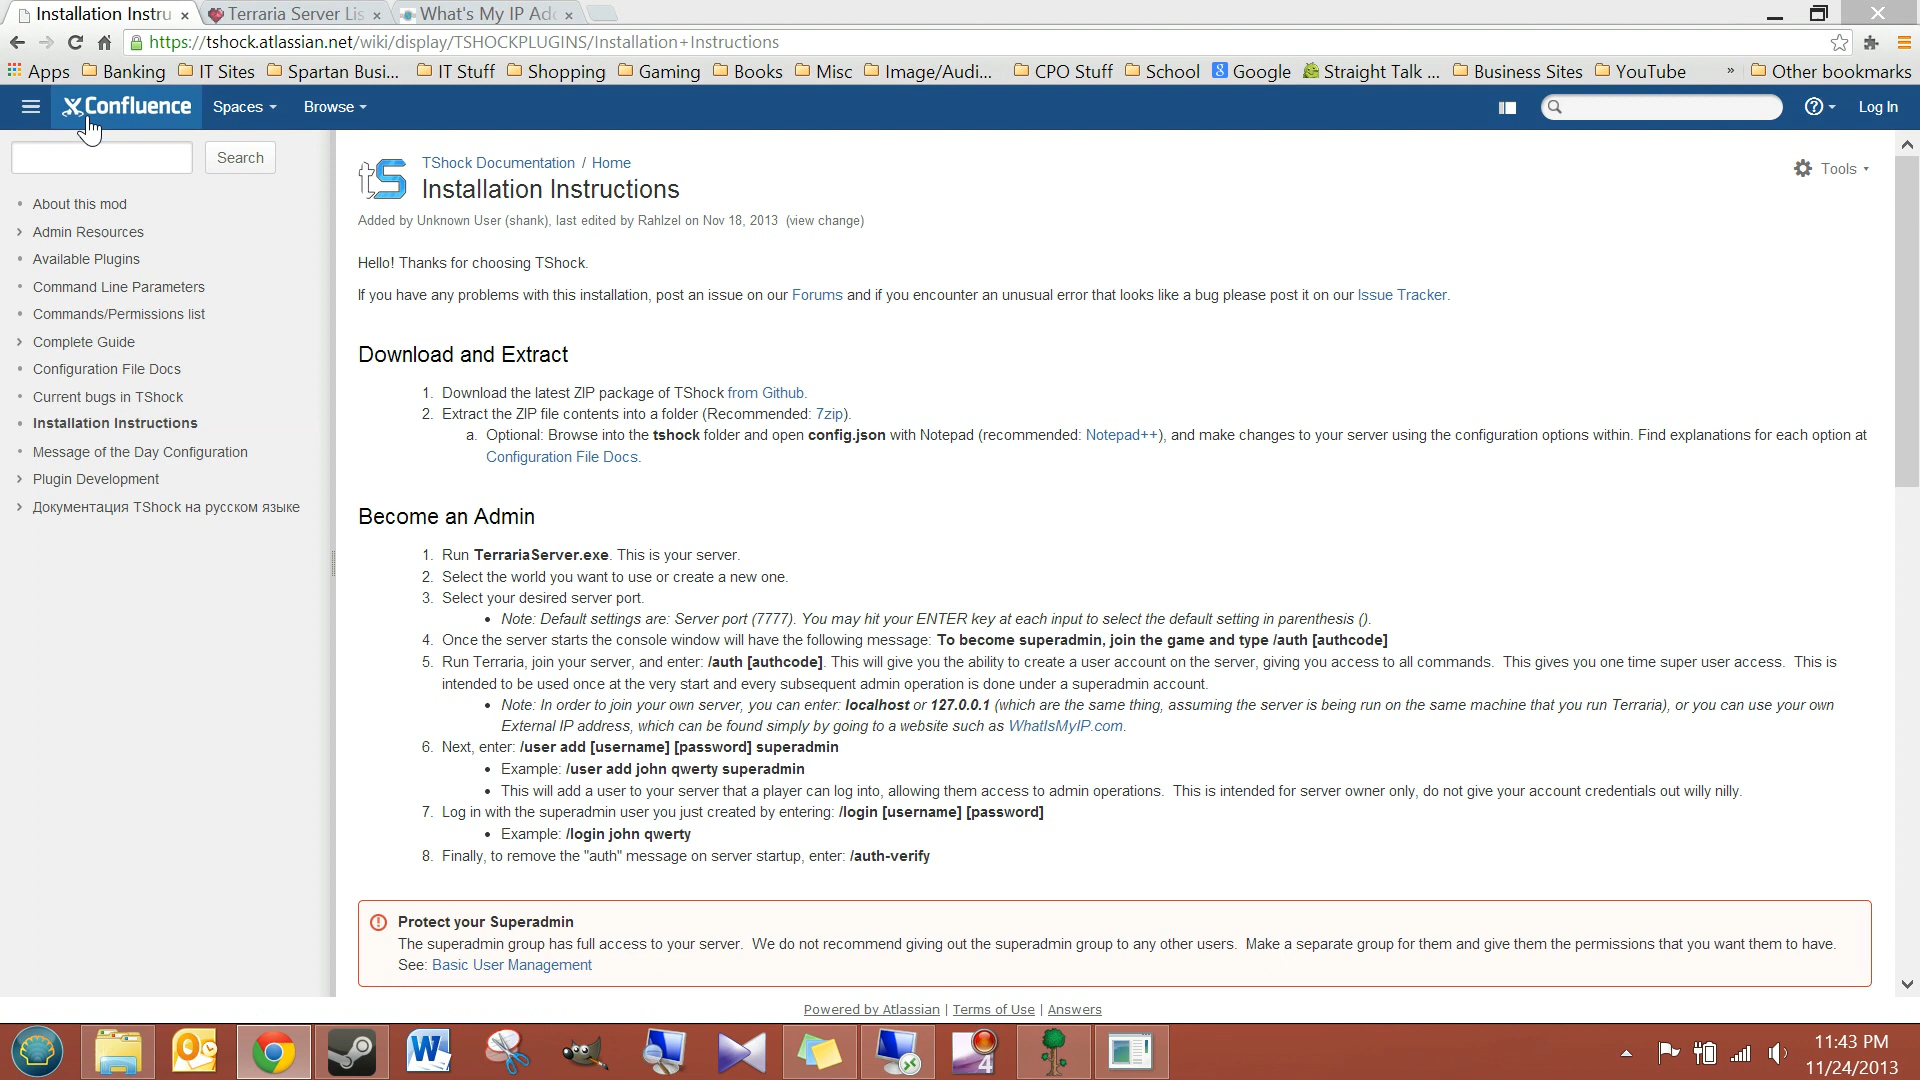 Installation Instru
Terraria Server Lis
What's My IP Add
https://tshock.atlassian.net/wiki/display/TSHOCKPLUGINS/Installation+Instructions
Apps Banking IT Sites Spartan Busi... IT Stuff Shopping Gaming Books Misc Image/Audi... CPO Stuff School Google Straight Talk ... Business Sites YouTube » Other bookmarks
Confluence Spaces Browse Log In
Search
About this mod
Admin Resources
Available Plugins
Command Line Parameters
Commands/Permissions list
Complete Guide
Configuration File Docs
Current bugs in TShock
Installation Instructions
Message of the Day Configuration
Plugin Development
Документация TShock на русском языке
tS
TShock Documentation / Home
Installation Instructions
Tools
Added by Unknown User (shank), last edited by Rahlzel on Nov 18, 2013 (view change)
Hello! Thanks for choosing TShock.
If you have any problems with this installation, post an issue on our Forums and if you encounter an unusual error that looks like a bug please post it on our Issue Tracker.
Download and Extract
1. Download the latest ZIP package of TShock from Github.
2. Extract the ZIP file contents into a folder (Recommended: 7zip).
a. Optional: Browse into the tshock folder and open config.json with Notepad (recommended: Notepad++), and make changes to your server using the configuration options within. Find explanations for each option at
Configuration File Docs.
Become an Admin
1. Run TerrariaServer.exe. This is your server.
2. Select the world you want to use or create a new one.
3. Select your desired server port.
• Note: Default settings are: Server port (7777). You may hit your ENTER key at each input to select the default setting in parenthesis ().
4. Once the server starts the console window will have the following message: To become superadmin, join the game and type /auth [authcode]
5. Run Terraria, join your server, and enter: /auth [authcode]. This will give you the ability to create a user account on the server, giving you access to all commands. This gives you one time super user access. This is
intended to be used once at the very start and every subsequent admin operation is done under a superadmin account.
• Note: In order to join your own server, you can enter: localhost or 127.0.0.1 (which are the same thing, assuming the server is being run on the same machine that you run Terraria), or you can use your own
External IP address, which can be found simply by going to a website such as WhatIsMyIP.com.
6. Next, enter: /user add [username] [password] superadmin
• Example: /user add john qwerty superadmin
• This will add a user to your server that a player can log into, allowing them access to admin operations. This is intended for server owner only, do not give your account credentials out willy nilly.
7. Log in with the superadmin user you just created by entering: /login [username] [password]
• Example: /login john qwerty
8. Finally, to remove the "auth" message on server startup, enter: /auth-verify
Protect your Superadmin
The superadmin group has full access to your server. We do not recommend giving out the superadmin group to any other users. Make a separate group for them and give them the permissions that you want them to have.
See: Basic User Management
Powered by Atlassian | Terms of Use | Answers
11:43 PM
11/24/2013